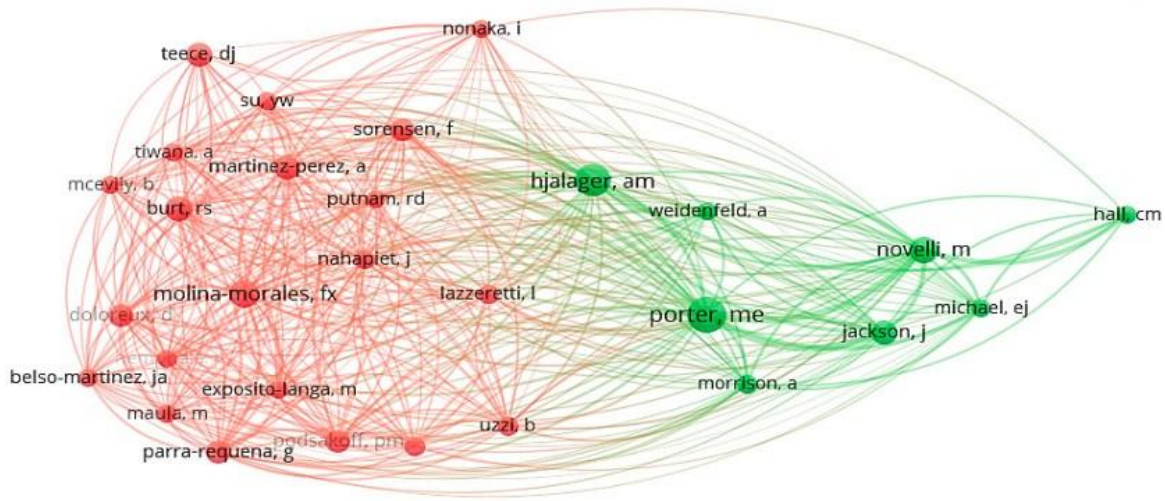 nonaka, i
teece, dj
su, yw
sorensen, f
tiwana, a
martinez-perez, a
mcevily, b
putnam, rd
burt, rs
hjalager, am
weidenfeld, a
hall, cm
novelli, m
nahapiet, j
molina-morales, fx
lazzeretti, l
michael, ej
doloreux, d
porter, me
jackson, j
belso-martinez, ja
exposito-langa, m
morrison, a
maula, m
uzzi, b
podsakoff, pm
parra-requena, g